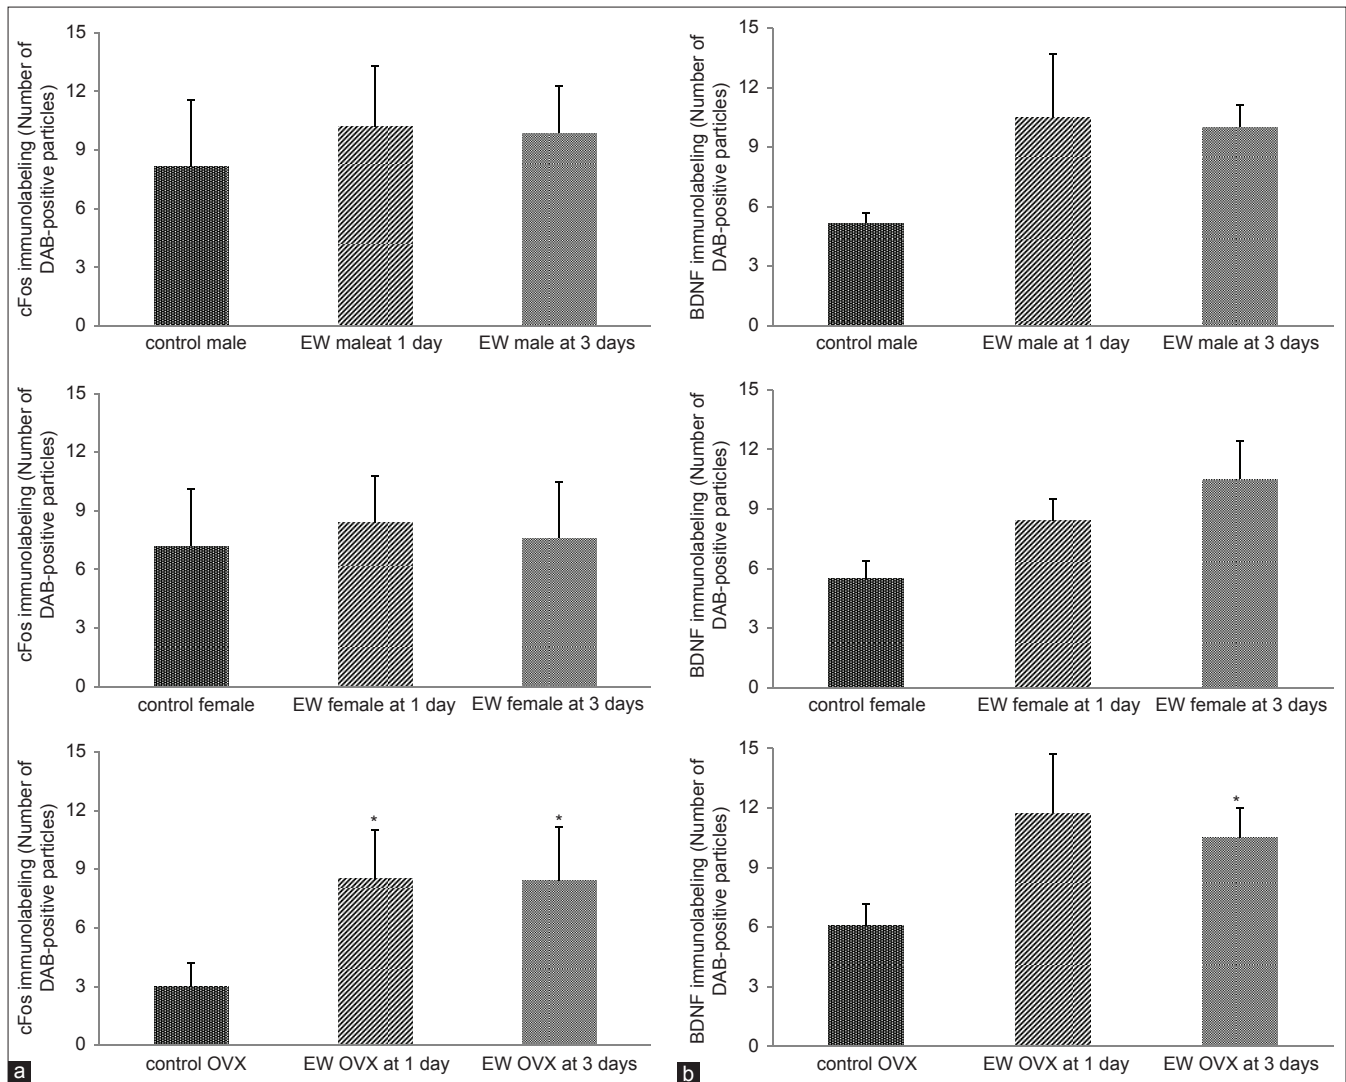 cFos immunolabeling (Number of
DAB-positive particles)
15
12
9
6
3
0
control male
EW maleat 1 day
EW male at 3 days
BDNF immunolabeling (Number of
DAB-positive particles)
15
12
9
6
3
0
control male
EW male at 1 day
EW male at 3 days
cFos immunolabeling (Number of
DAB-positive particles)
15
12
9
6
3
0
control female
EW female at 1 day
EW female at 3 days
BDNF immunolabeling (Number of
DAB-positive particles)
15
12
9
6
3
0
control female
EW female at 1 day
EW female at 3 days
cFos immunolabeling (Number of
DAB-positive particles)
15
12
9
6
3
0
*
*
control OVX
EW OVX at 1 day
EW OVX at 3 days
a
BDNF immunolabeling (Number of
DAB-positive particles)
15
12
9
6
3
0
*
control OVX
EW OVX at 1 day
EW OVX at 3 days
b